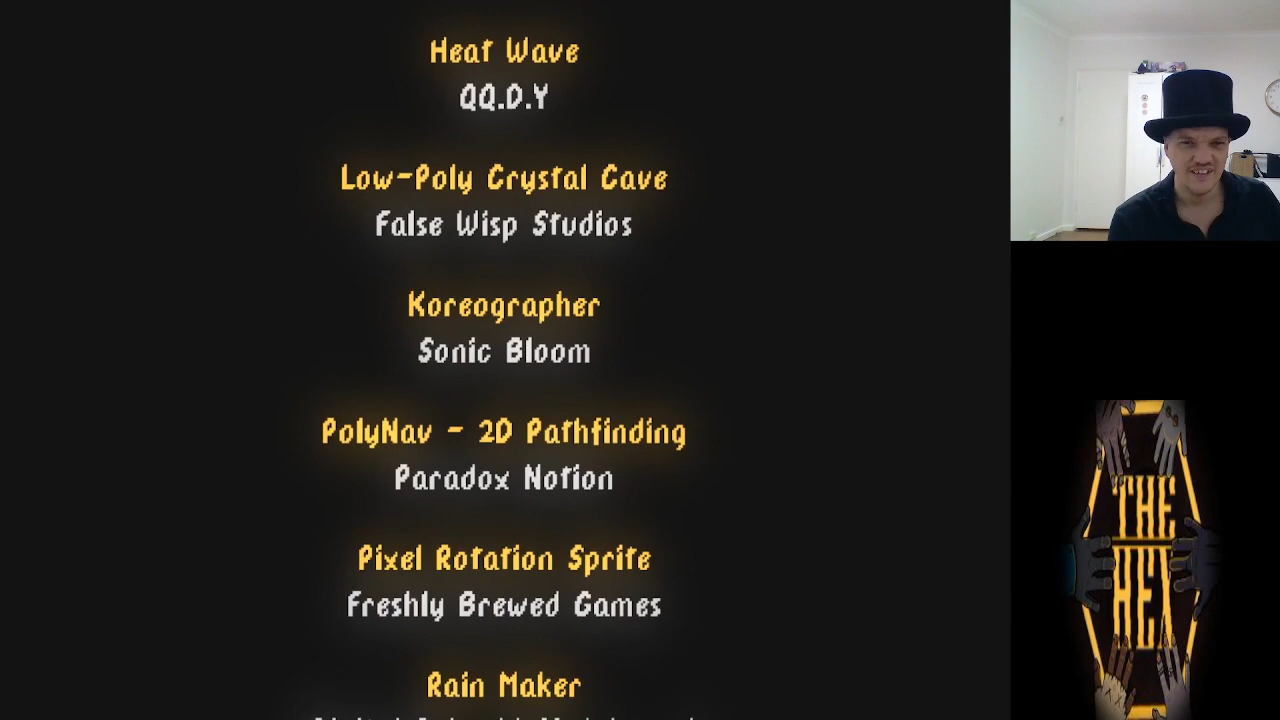 Heat Wave
QQ.D.Y
Low-Poly Crystal Cave
False Wisp Studios
Koreographer
Sonic Bloom
PolyNav - 2D Pathfinding
Paradox Notion
Pixel Rotation Sprite
Freshly Brewed Games
Rain Maker
THE
HEX